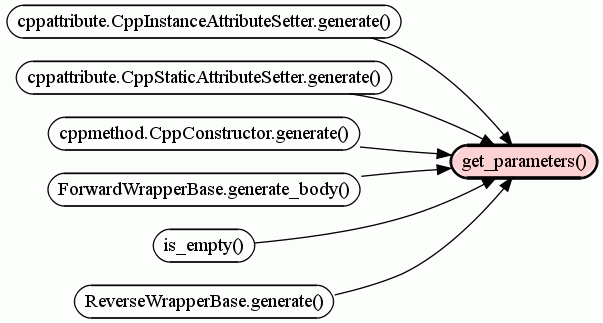 cppattribute.CppInstanceAttributeSetter.generate()
cppattribute.CppStaticAttributeSetter.generate()
cppmethod.CppConstructor.generate()
get_parameters()
ForwardWrapperBase.generate_body()
is_empty()
ReverseWrapperBase.generate()